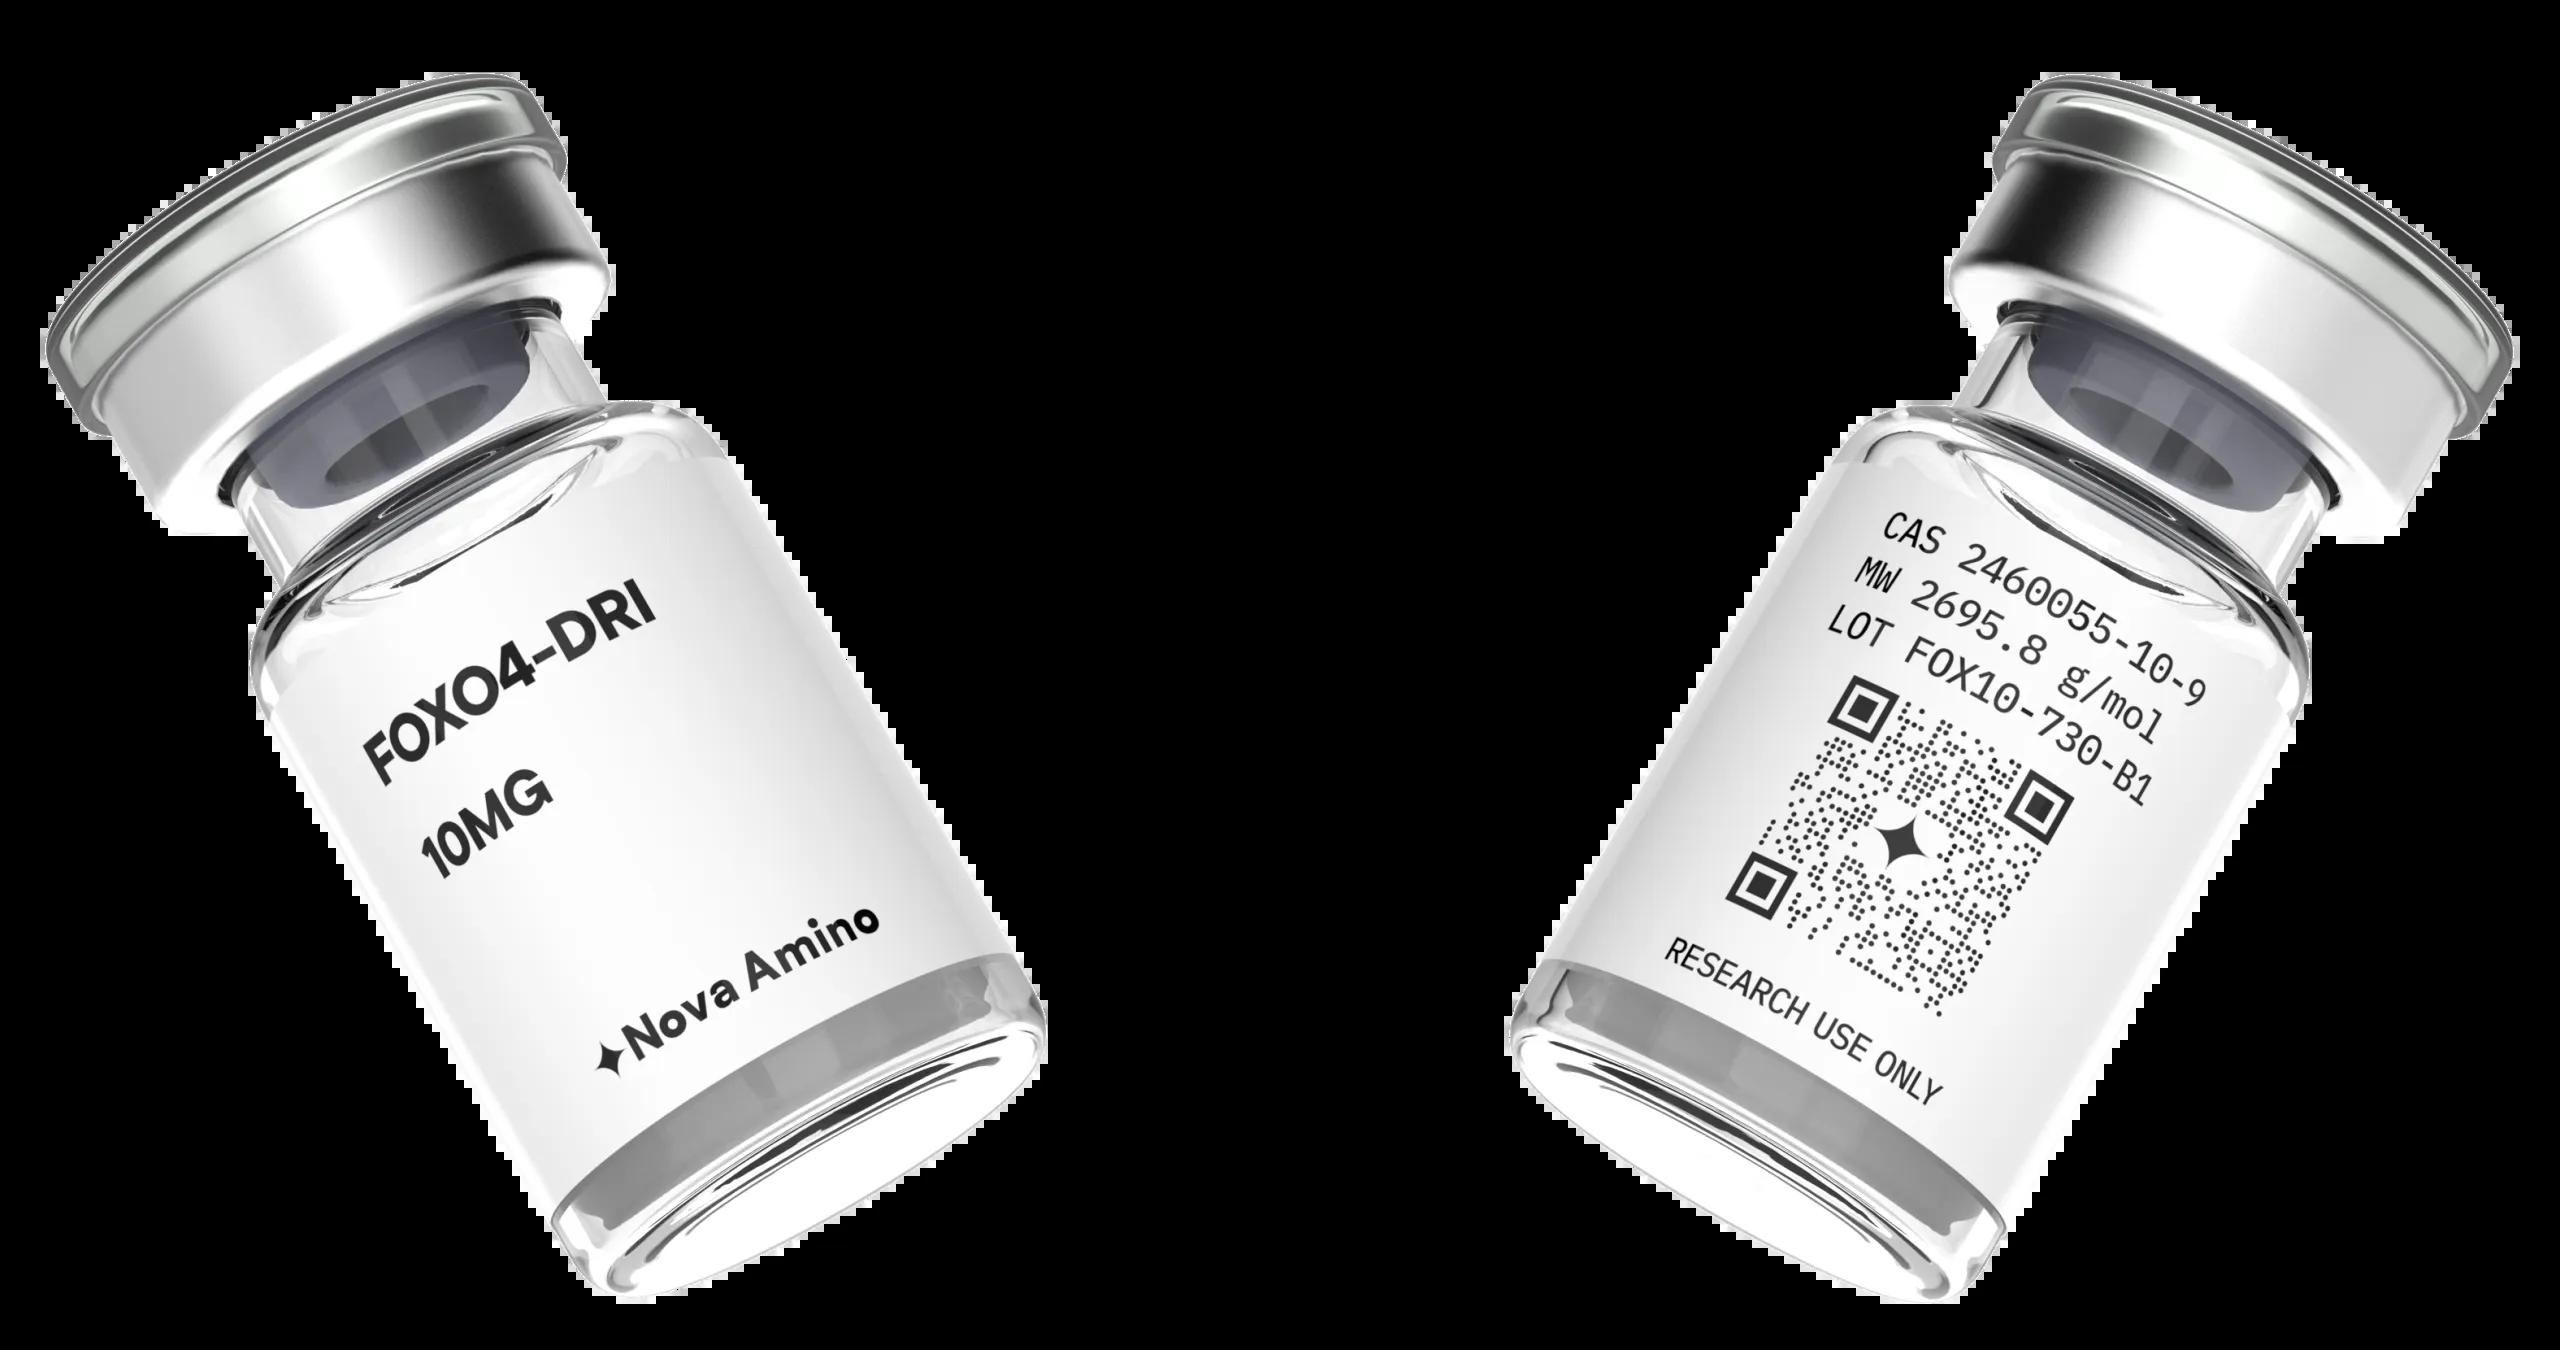 FOXO4-DRI
10MG
Nova Amino
CAS 2460055-10-9
MW 2695.8 g/mol
LOT FOX10-730-B1
RESEARCH USE ONLY